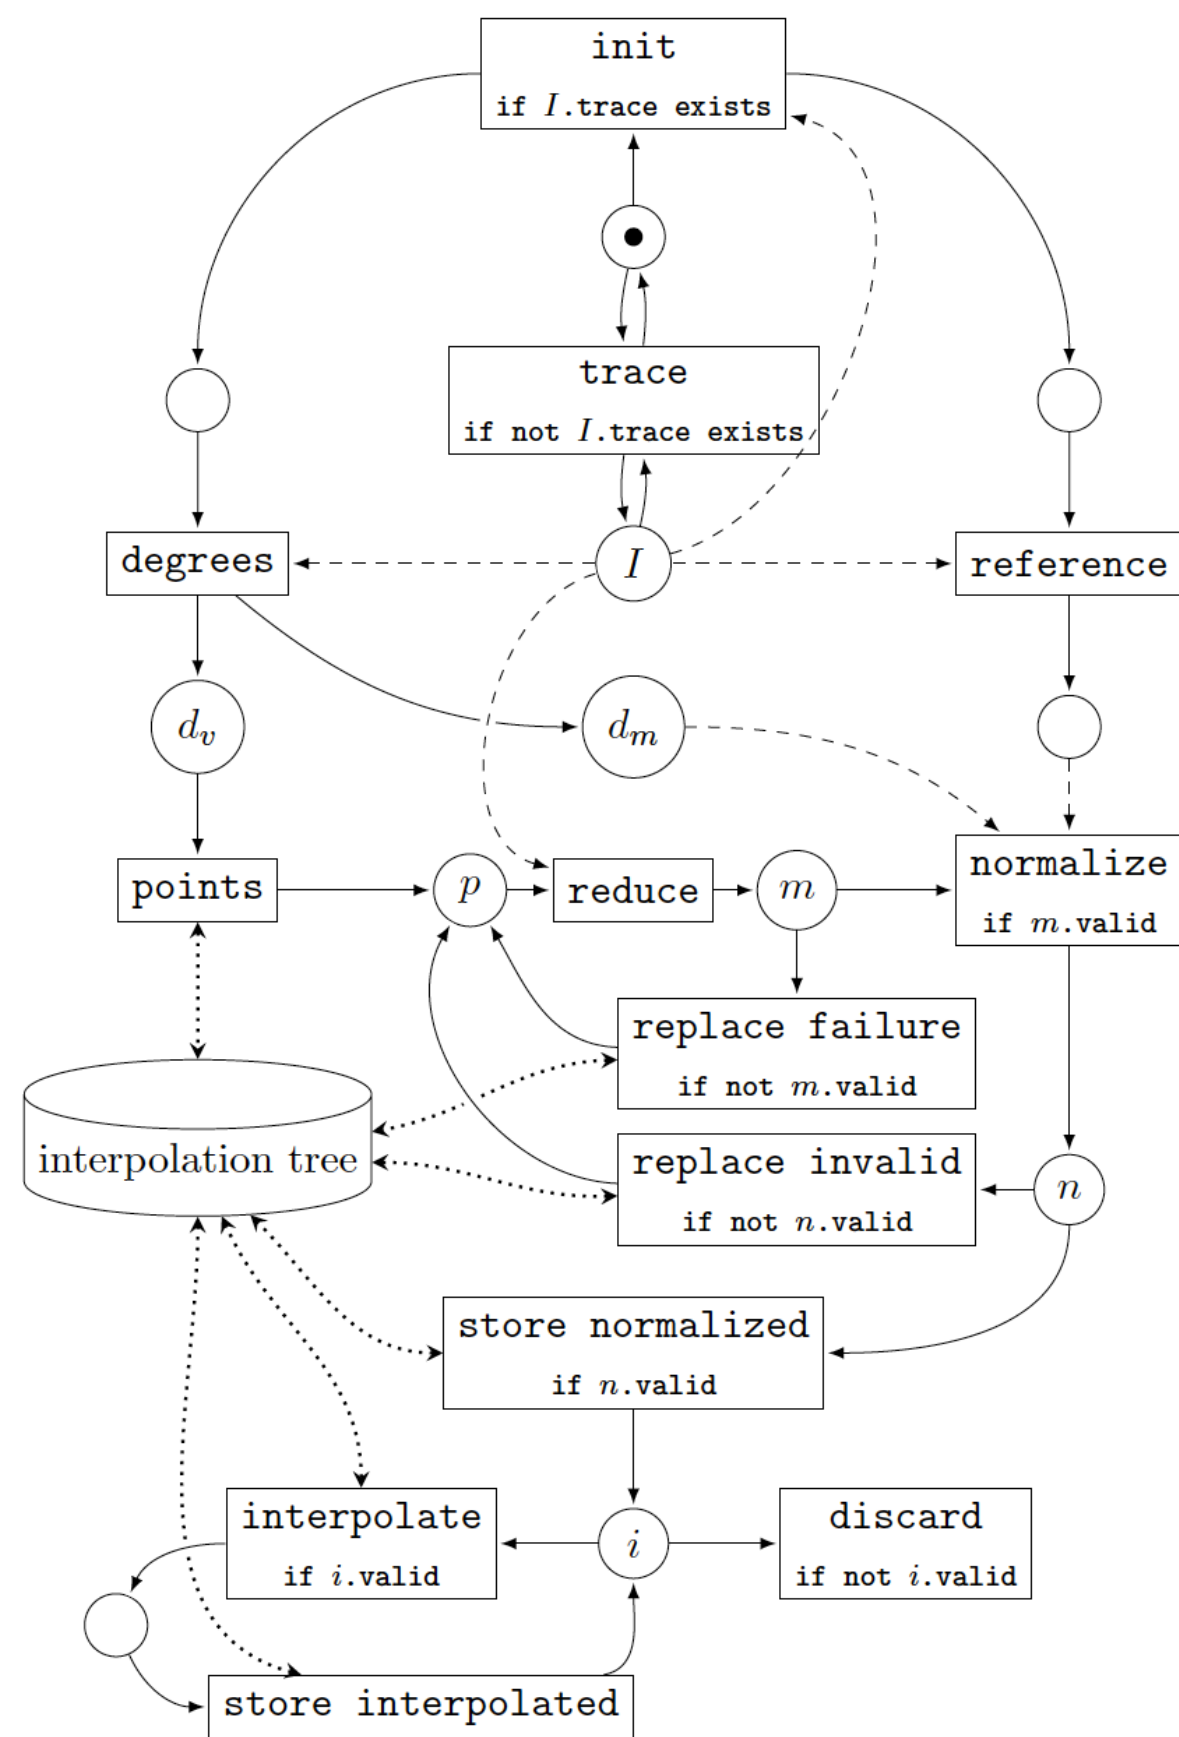 init
if I.trace exists
trace
if not I.trace exists
degrees
I
reference
d_v
d_m
points
p
reduce
m
normalize
if m.valid
replace failure
if not m.valid
interpolation tree
replace invalid
if not n.valid
n
store normalized
if n.valid
interpolate
if i.valid
i
discard
if not i.valid
store interpolated